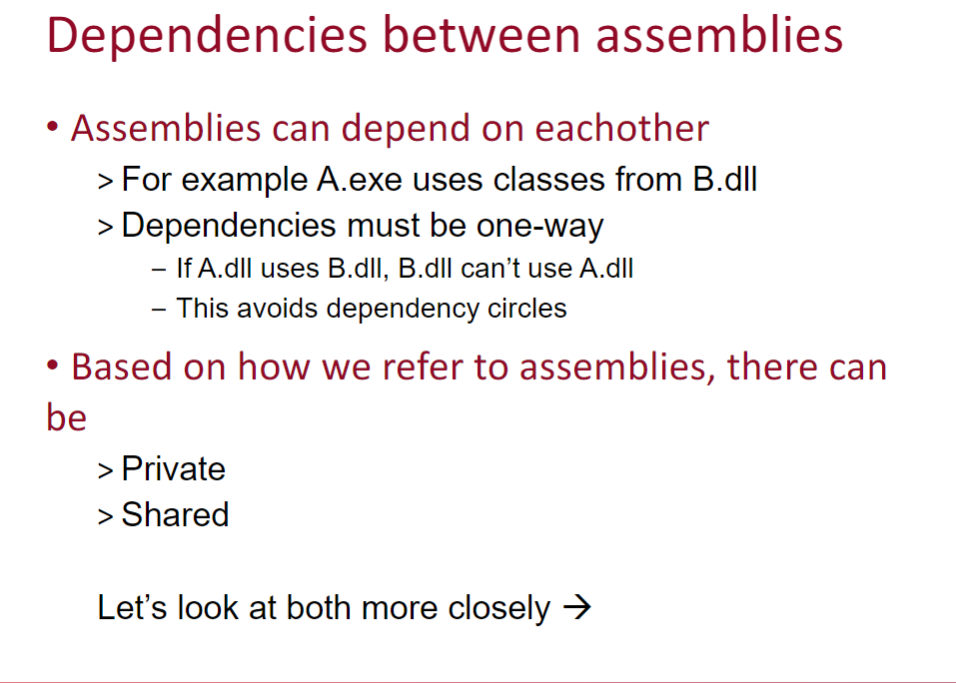 Dependencies between assemblies
• Assemblies can depend on eachother
> For example A.exe uses classes from B.dll
> Dependencies must be one-way
– If A.dll uses B.dll, B.dll can’t use A.dll
– This avoids dependency circles
• Based on how we refer to assemblies, there can
be
> Private
> Shared
Let’s look at both more closely →